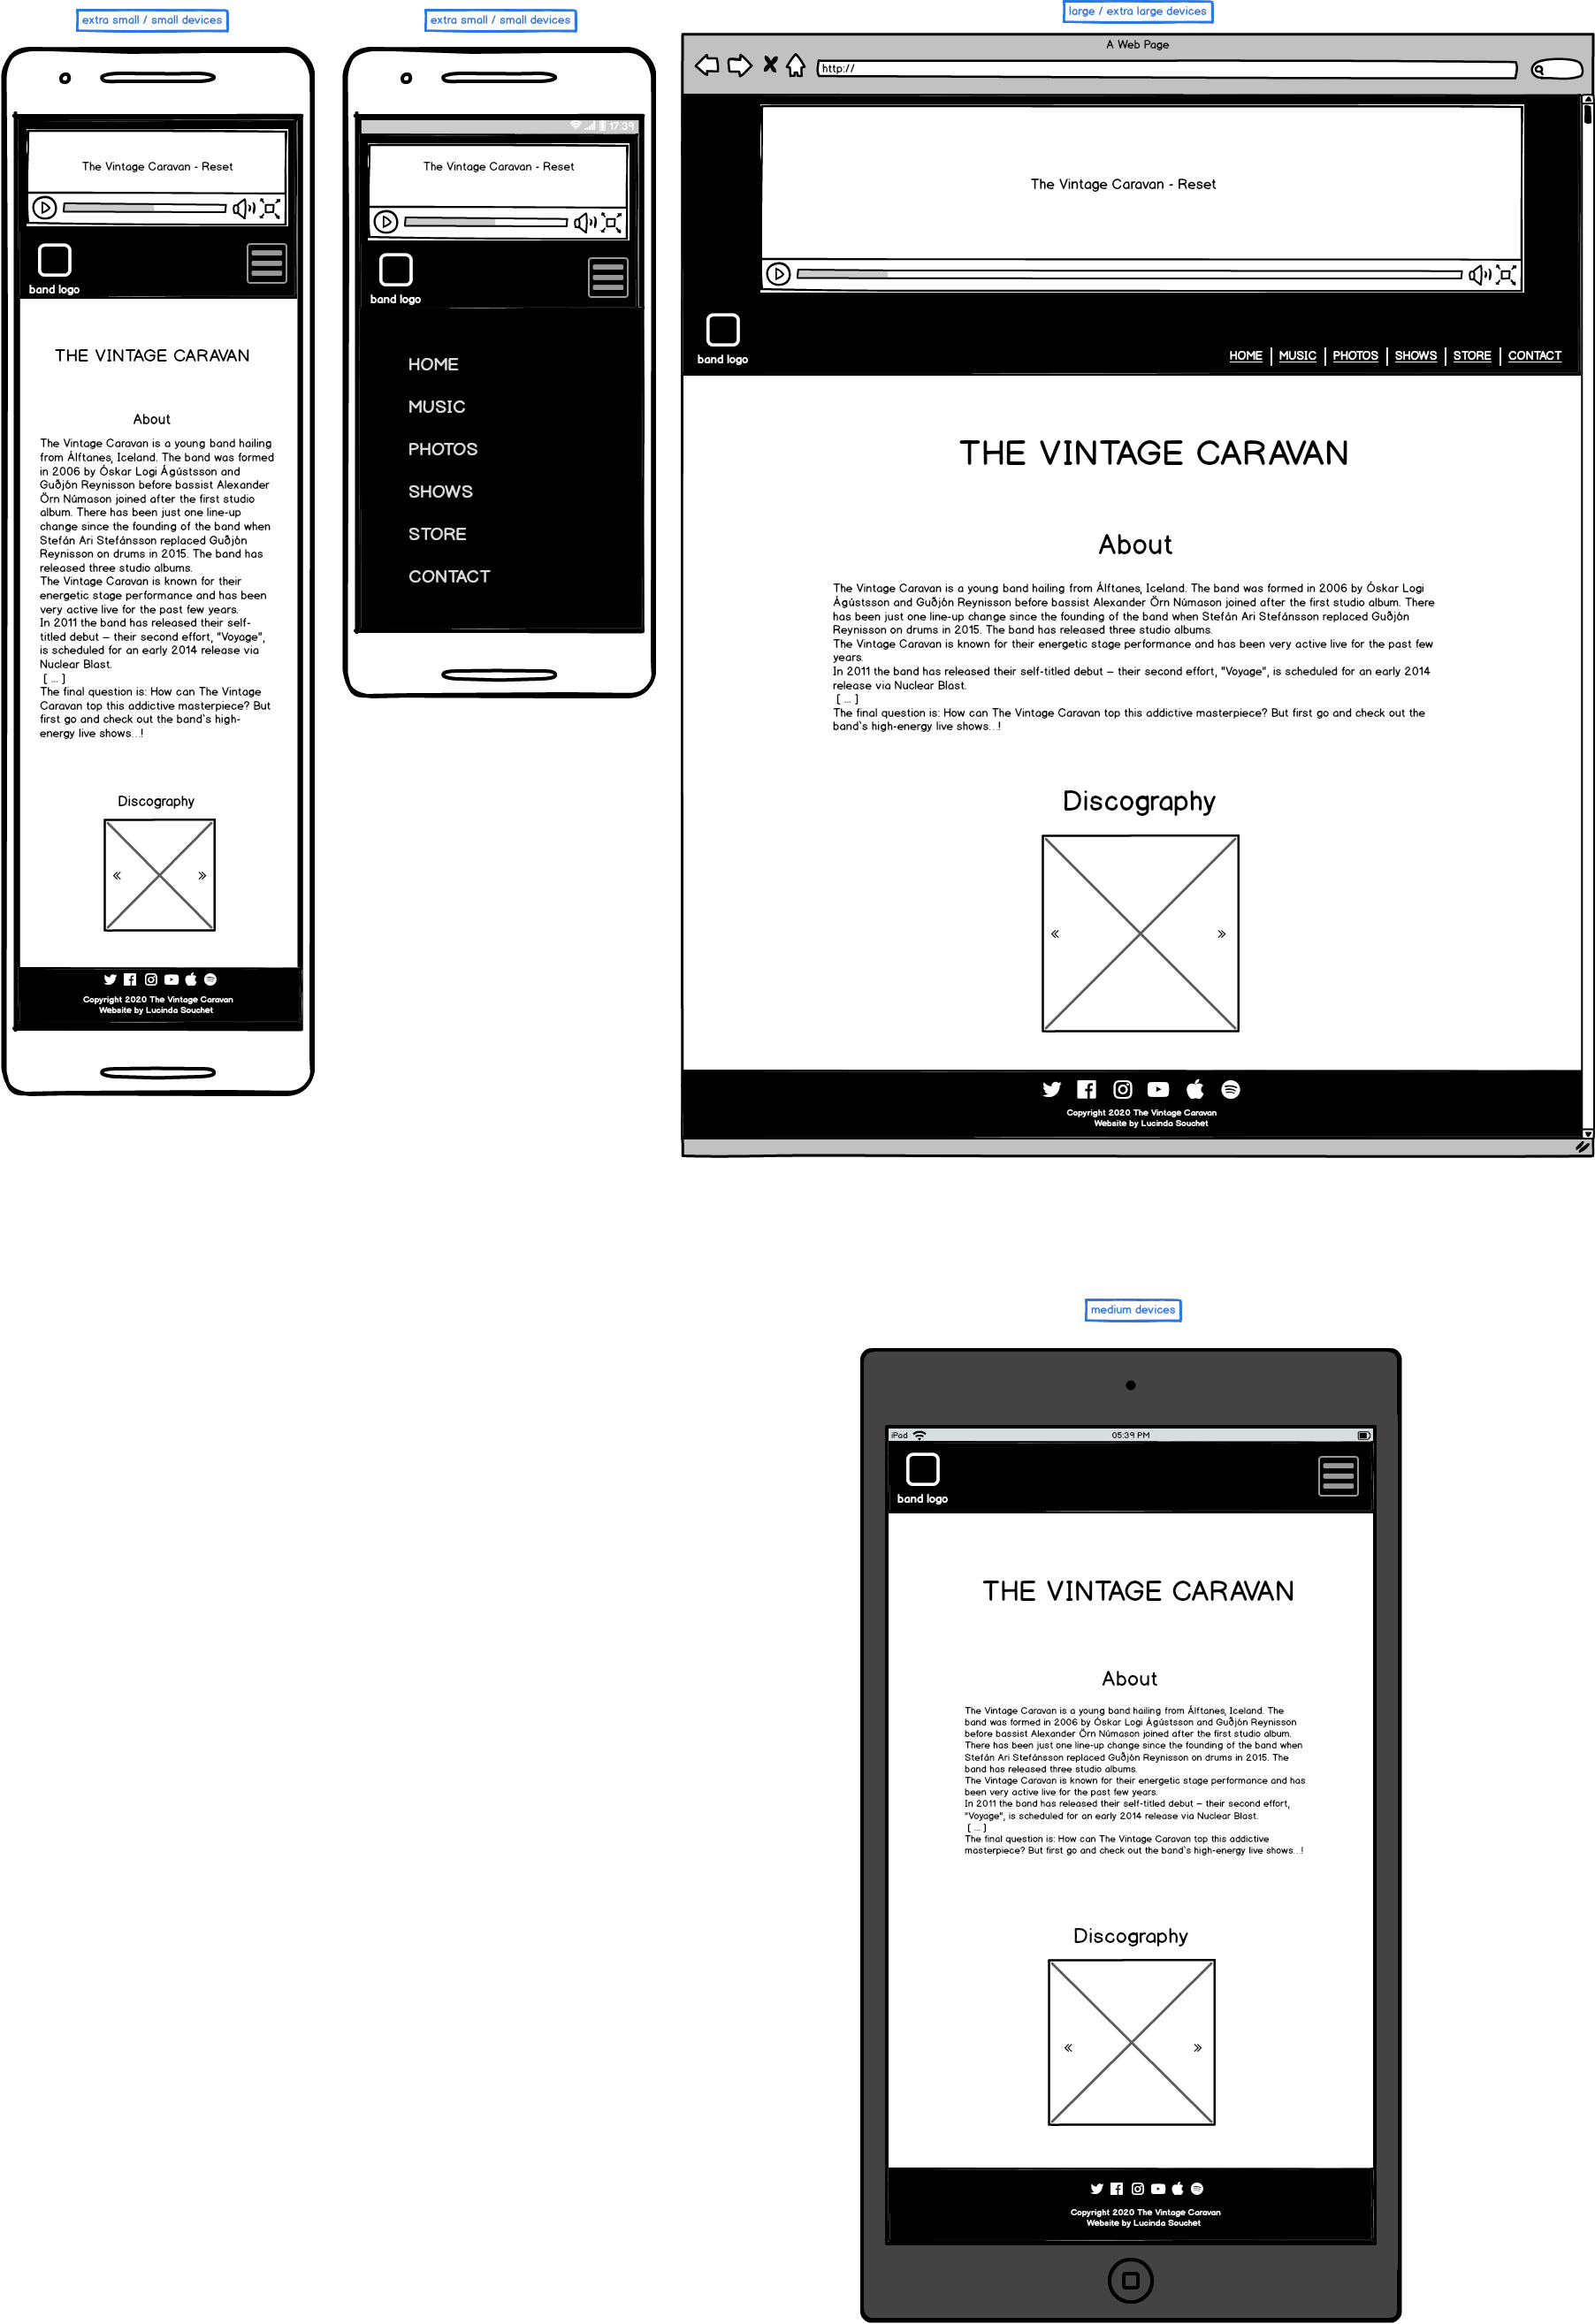 extra small / small devices
The Vintage Caravan - Reset
band logo
THE VINTAGE CARAVAN
About
The Vintage Caravan is a young band hailing
from Álftanes, Iceland. The band was formed
in 2006 by Óskar Logi Ágústsson and
Guðjón Reynisson before bassist Alexander
Örn Númason joined after the first studio
album. There has been just one line-up
change since the founding of the band when
Stefán Ari Stefánsson replaced Guðjón
Reynisson on drums in 2015. The band has
released three studio albums.
The Vintage Caravan is known for their
energetic stage performance and has been
very active live for the past few years.
In 2011 the band has released their self-
titled debut – their second effort, "Voyage",
is scheduled for an early 2014 release via
Nuclear Blast.
[ ... ]
The final question is: How can The Vintage
Caravan top this addictive masterpiece? But
first go and check out the band`s high-
energy live shows…!
Discography
« »
Copyright 2020 The Vintage Caravan
Website by Lucinda Souchet
extra small / small devices
17:39
The Vintage Caravan - Reset
band logo
HOME
MUSIC
PHOTOS
SHOWS
STORE
CONTACT
large / extra large devices
A Web Page
http://
The Vintage Caravan - Reset
band logo
HOME | MUSIC | PHOTOS | SHOWS | STORE | CONTACT
THE VINTAGE CARAVAN
About
The Vintage Caravan is a young band hailing from Álftanes, Iceland. The band was formed in 2006 by Óskar Logi
Ágústsson and Guðjón Reynisson before bassist Alexander Örn Númason joined after the first studio album. There
has been just one line-up change since the founding of the band when Stefán Ari Stefánsson replaced Guðjón
Reynisson on drums in 2015. The band has released three studio albums.
The Vintage Caravan is known for their energetic stage performance and has been very active live for the past few
years.
In 2011 the band has released their self-titled debut – their second effort, "Voyage", is scheduled for an early 2014
release via Nuclear Blast.
[ ... ]
The final question is: How can The Vintage Caravan top this addictive masterpiece? But first go and check out the
band`s high-energy live shows…!
Discography
« »
Copyright 2020 The Vintage Caravan
Website by Lucinda Souchet
medium devices
iPad 05:39 PM
band logo
THE VINTAGE CARAVAN
About
The Vintage Caravan is a young band hailing from Álftanes, Iceland. The
band was formed in 2006 by Óskar Logi Ágústsson and Guðjón Reynisson
before bassist Alexander Örn Númason joined after the first studio album.
There has been just one line-up change since the founding of the band when
Stefán Ari Stefánsson replaced Guðjón Reynisson on drums in 2015. The
band has released three studio albums.
The Vintage Caravan is known for their energetic stage performance and has
been very active live for the past few years.
In 2011 the band has released their self-titled debut – their second effort,
"Voyage", is scheduled for an early 2014 release via Nuclear Blast.
[ ... ]
The final question is: How can The Vintage Caravan top this addictive
masterpiece? But first go and check out the band`s high-energy live shows…!
Discography
« »
Copyright 2020 The Vintage Caravan
Website by Lucinda Souchet